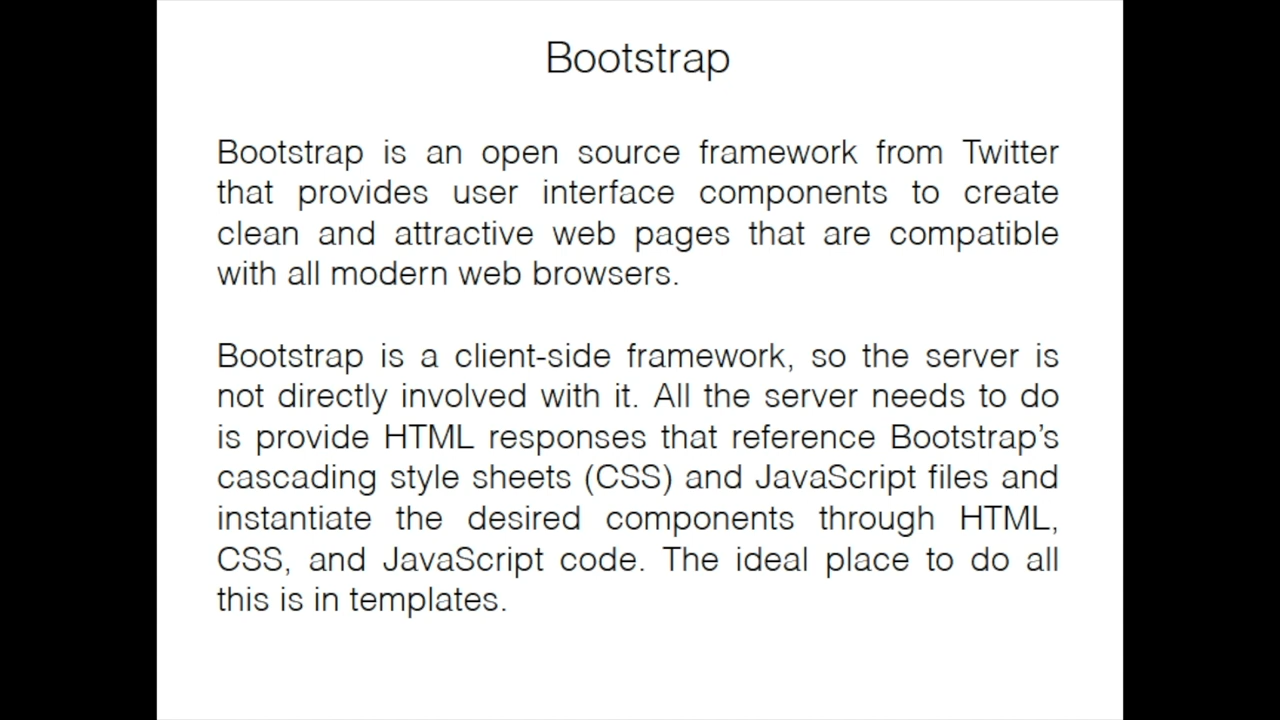 Bootstrap
Bootstrap is an open source framework from Twitter
that provides user interface components to create
clean and attractive web pages that are compatible
with all modern web browsers.
Bootstrap is a client-side framework, so the server is
not directly involved with it. All the server needs to do
is provide HTML responses that reference Bootstrap’s
cascading style sheets (CSS) and JavaScript files and
instantiate the desired components through HTML,
CSS, and JavaScript code. The ideal place to do all
this is in templates.